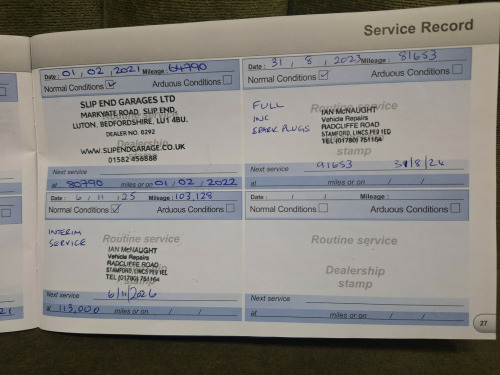 Service Record
Date: 01, 02, 2021 Mileage: 64790
Normal Conditions Arduous Conditions
SLIP END GARAGES LTD
MARKYATE ROAD, SLIP END,
LUTON, BEDFORDSHIRE, LU1 4BU.
DEALER NO. 0292
WWW.SLIPENDGARAGE.CO.UK
01582 456888
Next service
at 80790 miles or on 01, 02, 2022
Date: 31, 8, 2023 Mileage: 81653
Normal Conditions Arduous Conditions
FULL
INC
SPARK PLUGS
Routine service
IAN McNAUGHT
Vehicle Repairs
RADCLIFFE ROAD
STAMFORD, LINCS PE9 1ED
TEL (01780) 751164
stamp
Next service 91653 31/8/24
at miles or on / /
Date: 6, 11, 25 Mileage: 103,128
Normal Conditions Arduous Conditions
INTERIM
SERVICE
Routine service
IAN McNAUGHT
Vehicle Repairs
RADCLIFFE ROAD
STAMFORD, LINCS PE9 1ED
TEL (01780) 751164
stamp
Next service 6/11/2026
at 115,000 miles or on / /
Date: / / Mileage:
Normal Conditions Arduous Conditions
Routine service
Dealership
stamp
Next service
at miles or on / /
27